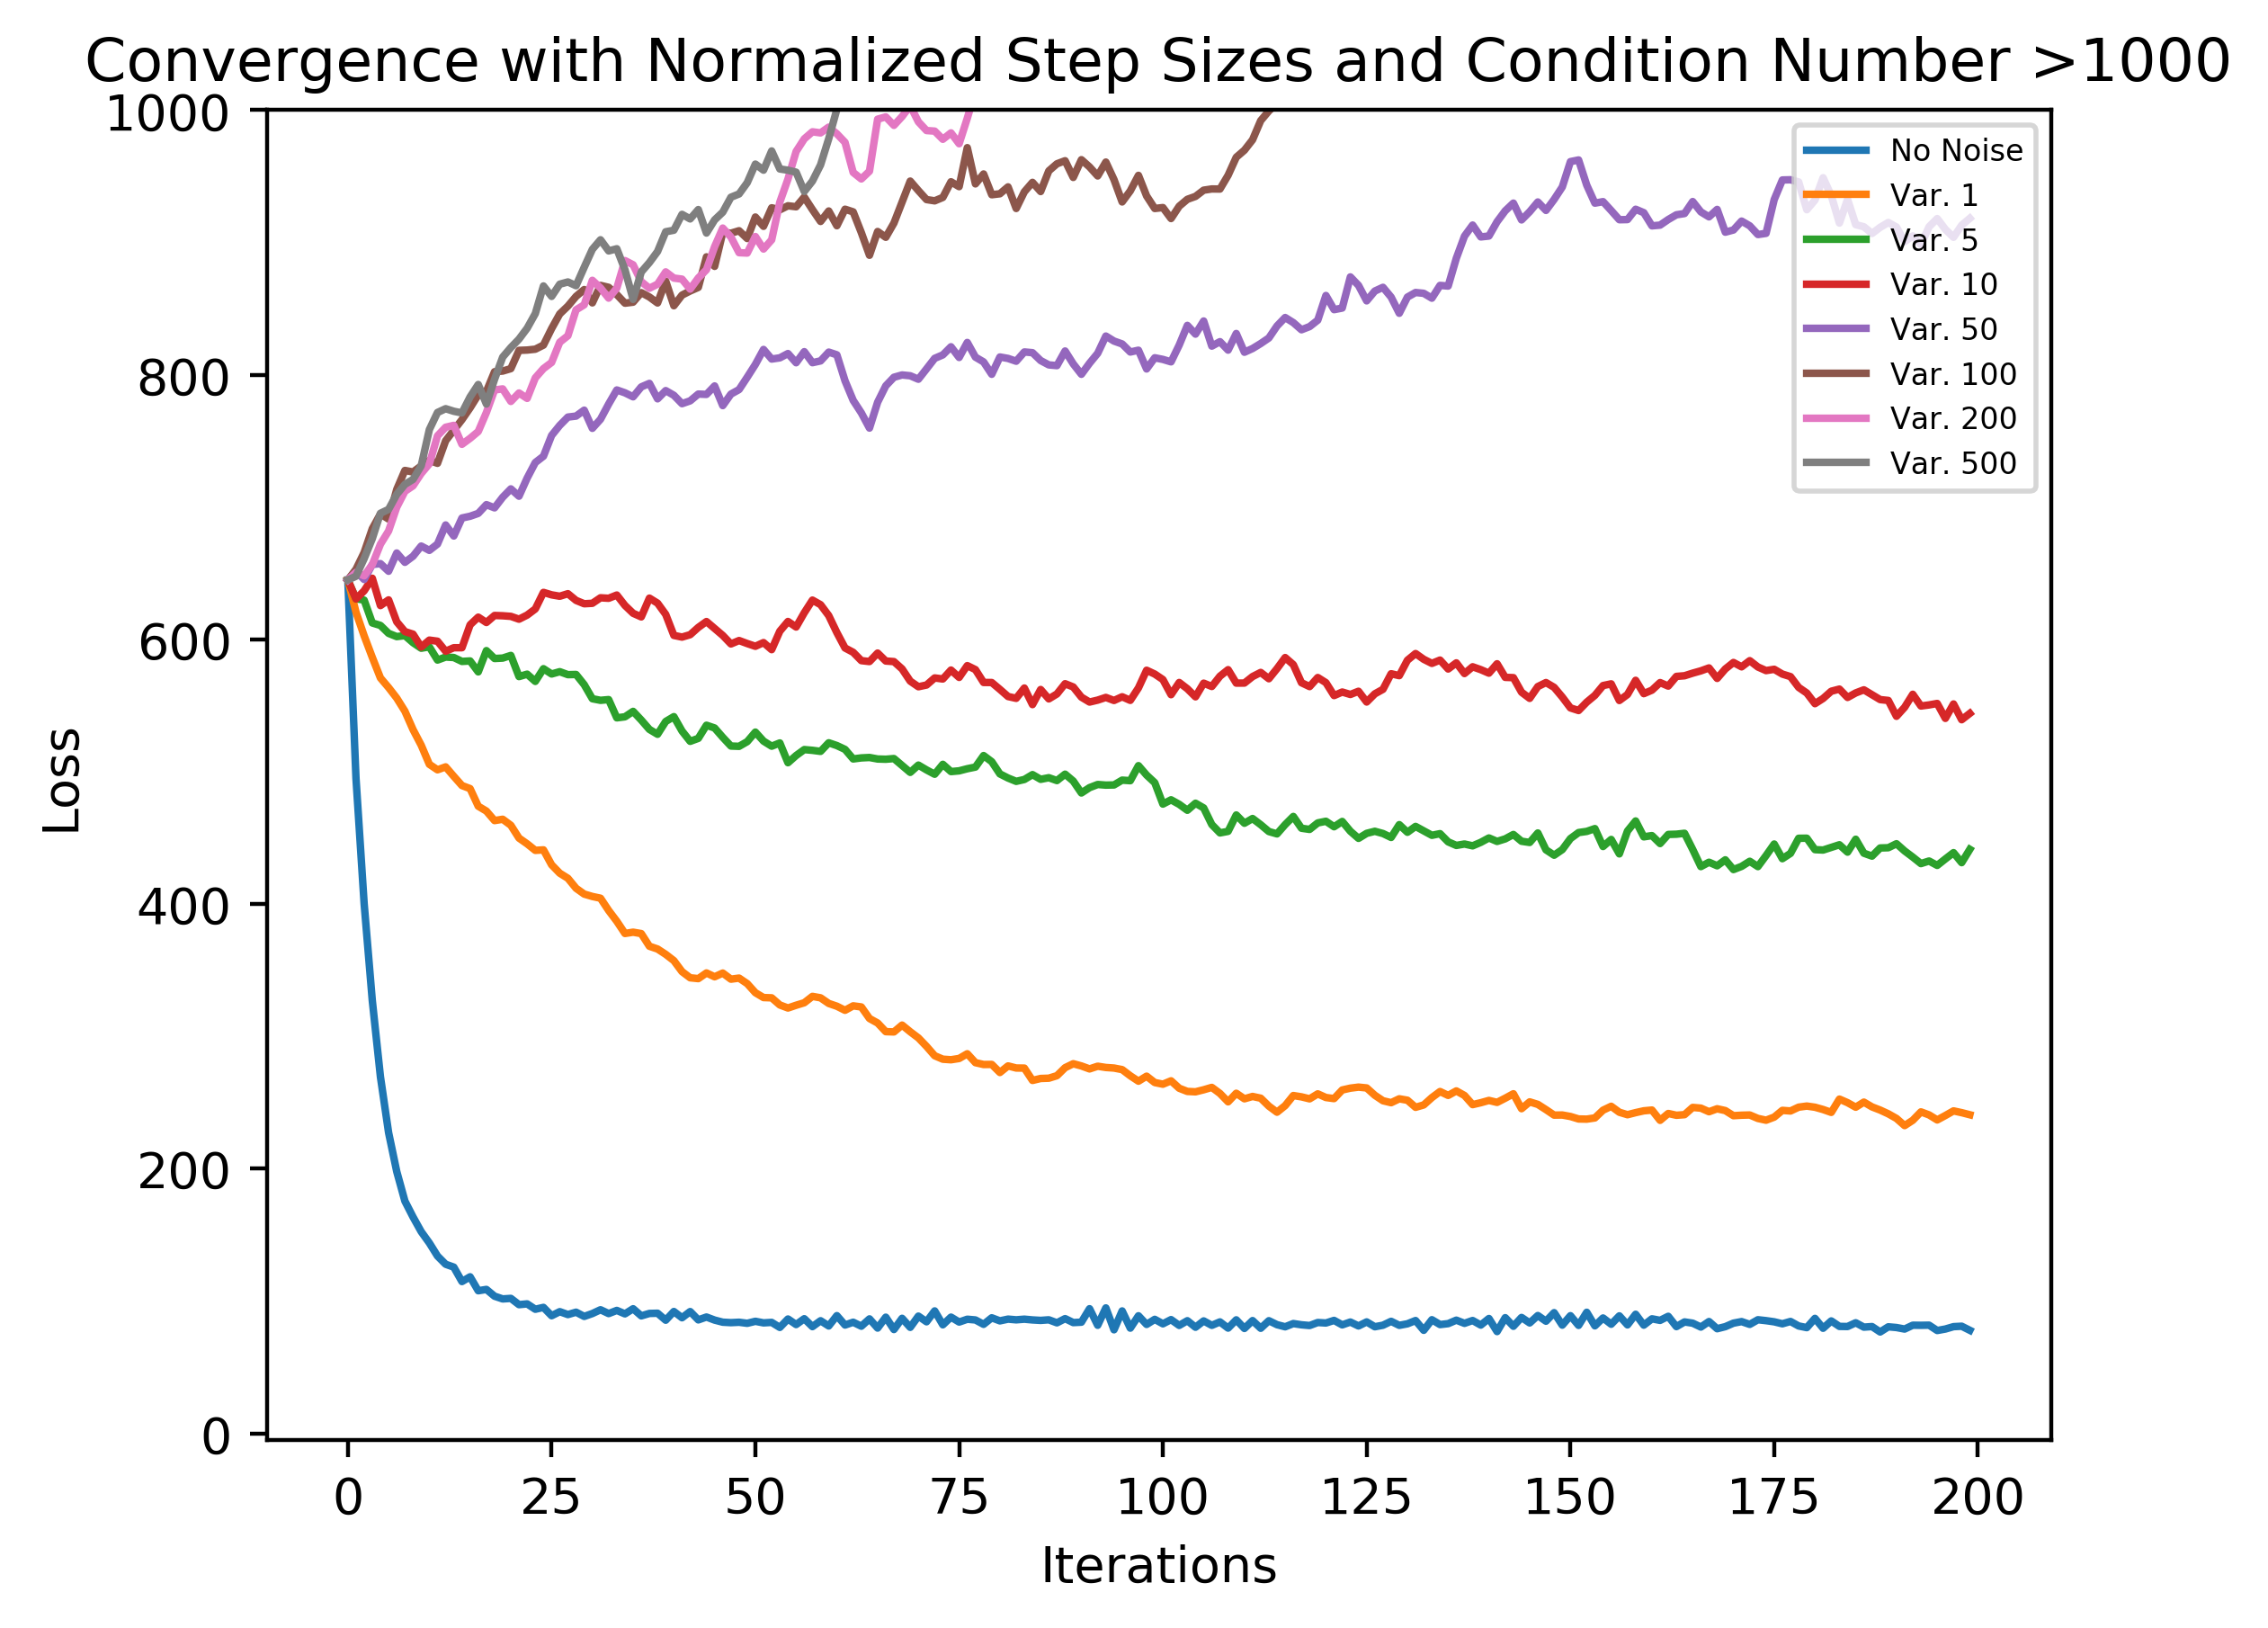 Convergence with Normalized Step Sizes and Condition Number >1000
1000
800
600
400
200
0
Loss
No Noise
Var. 1
Var. 5
Var. 10
Var. 50
Var. 100
Var. 200
Var. 500
0 25 50 75 100 125 150 175 200
Iterations